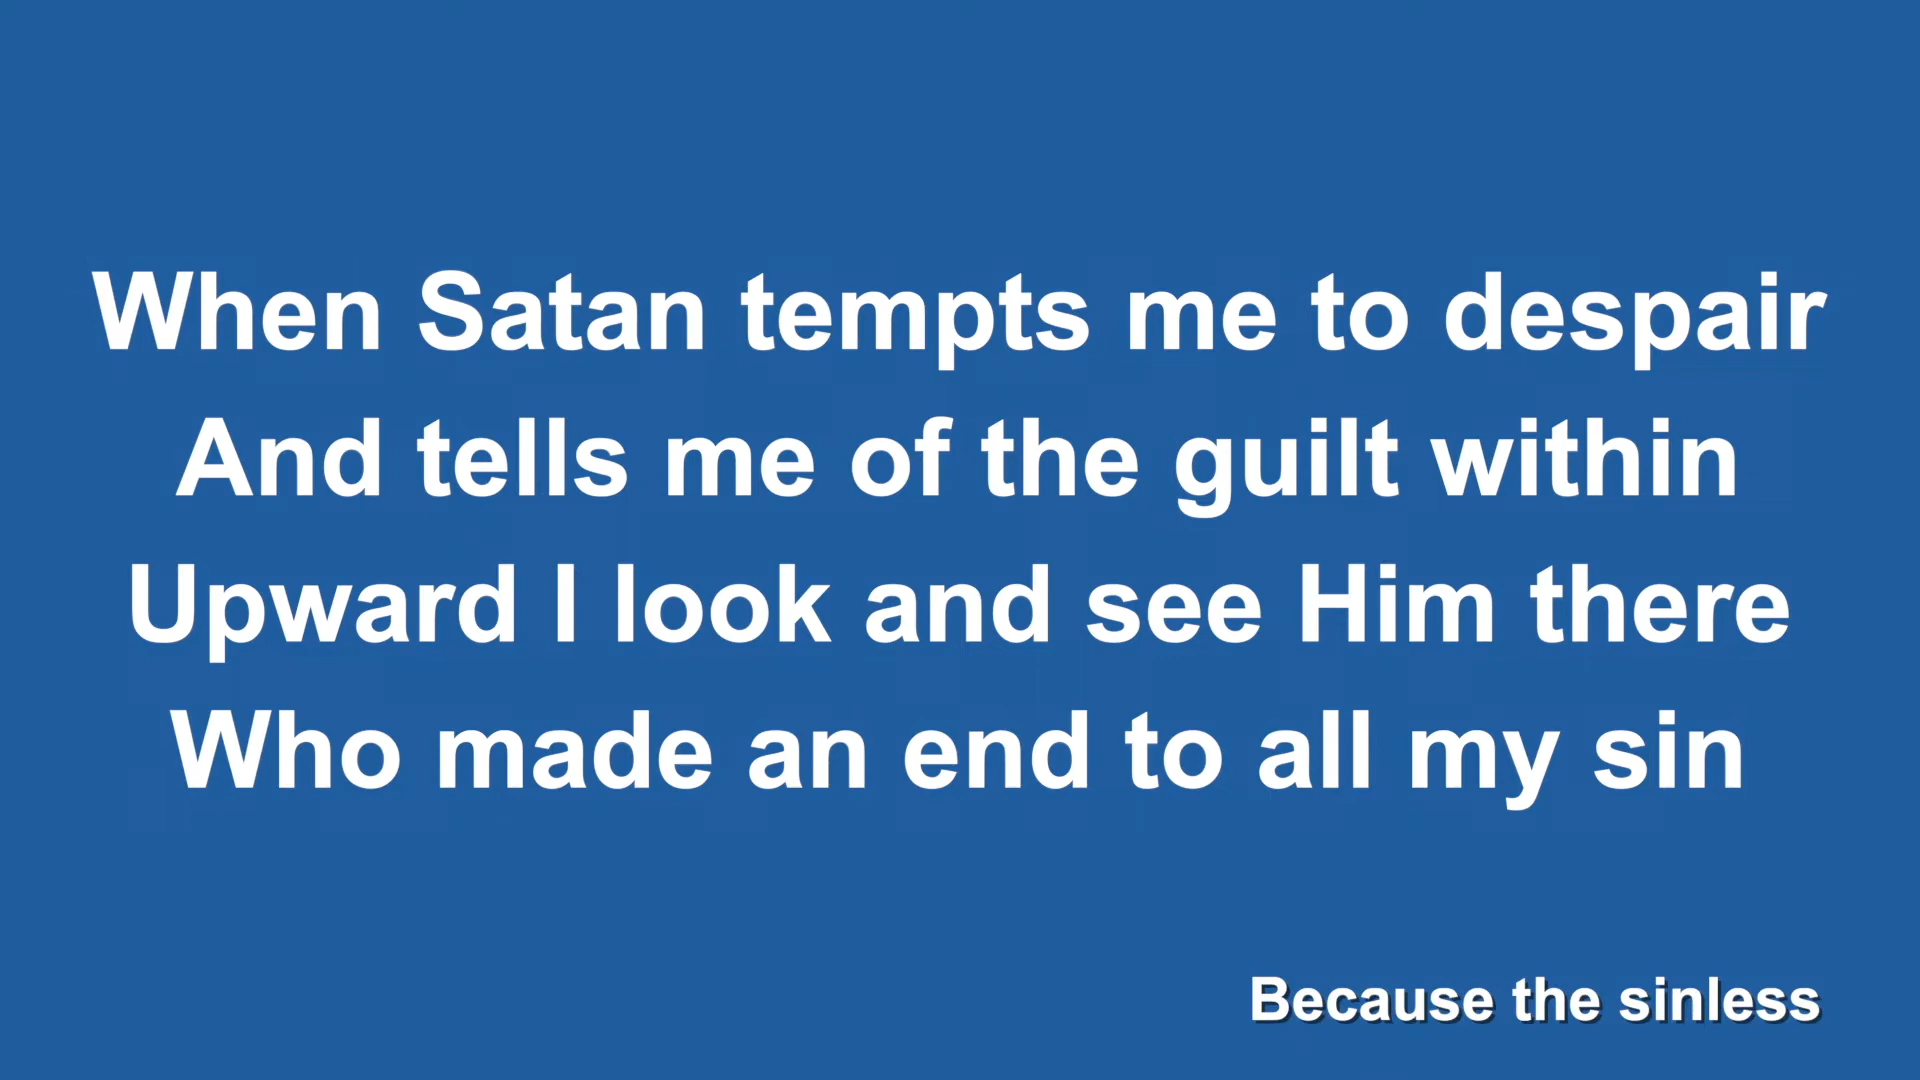 When Satan tempts me to despair
And tells me of the guilt within
Upward I look and see Him there
Who made an end to all my sin
Because the sinless